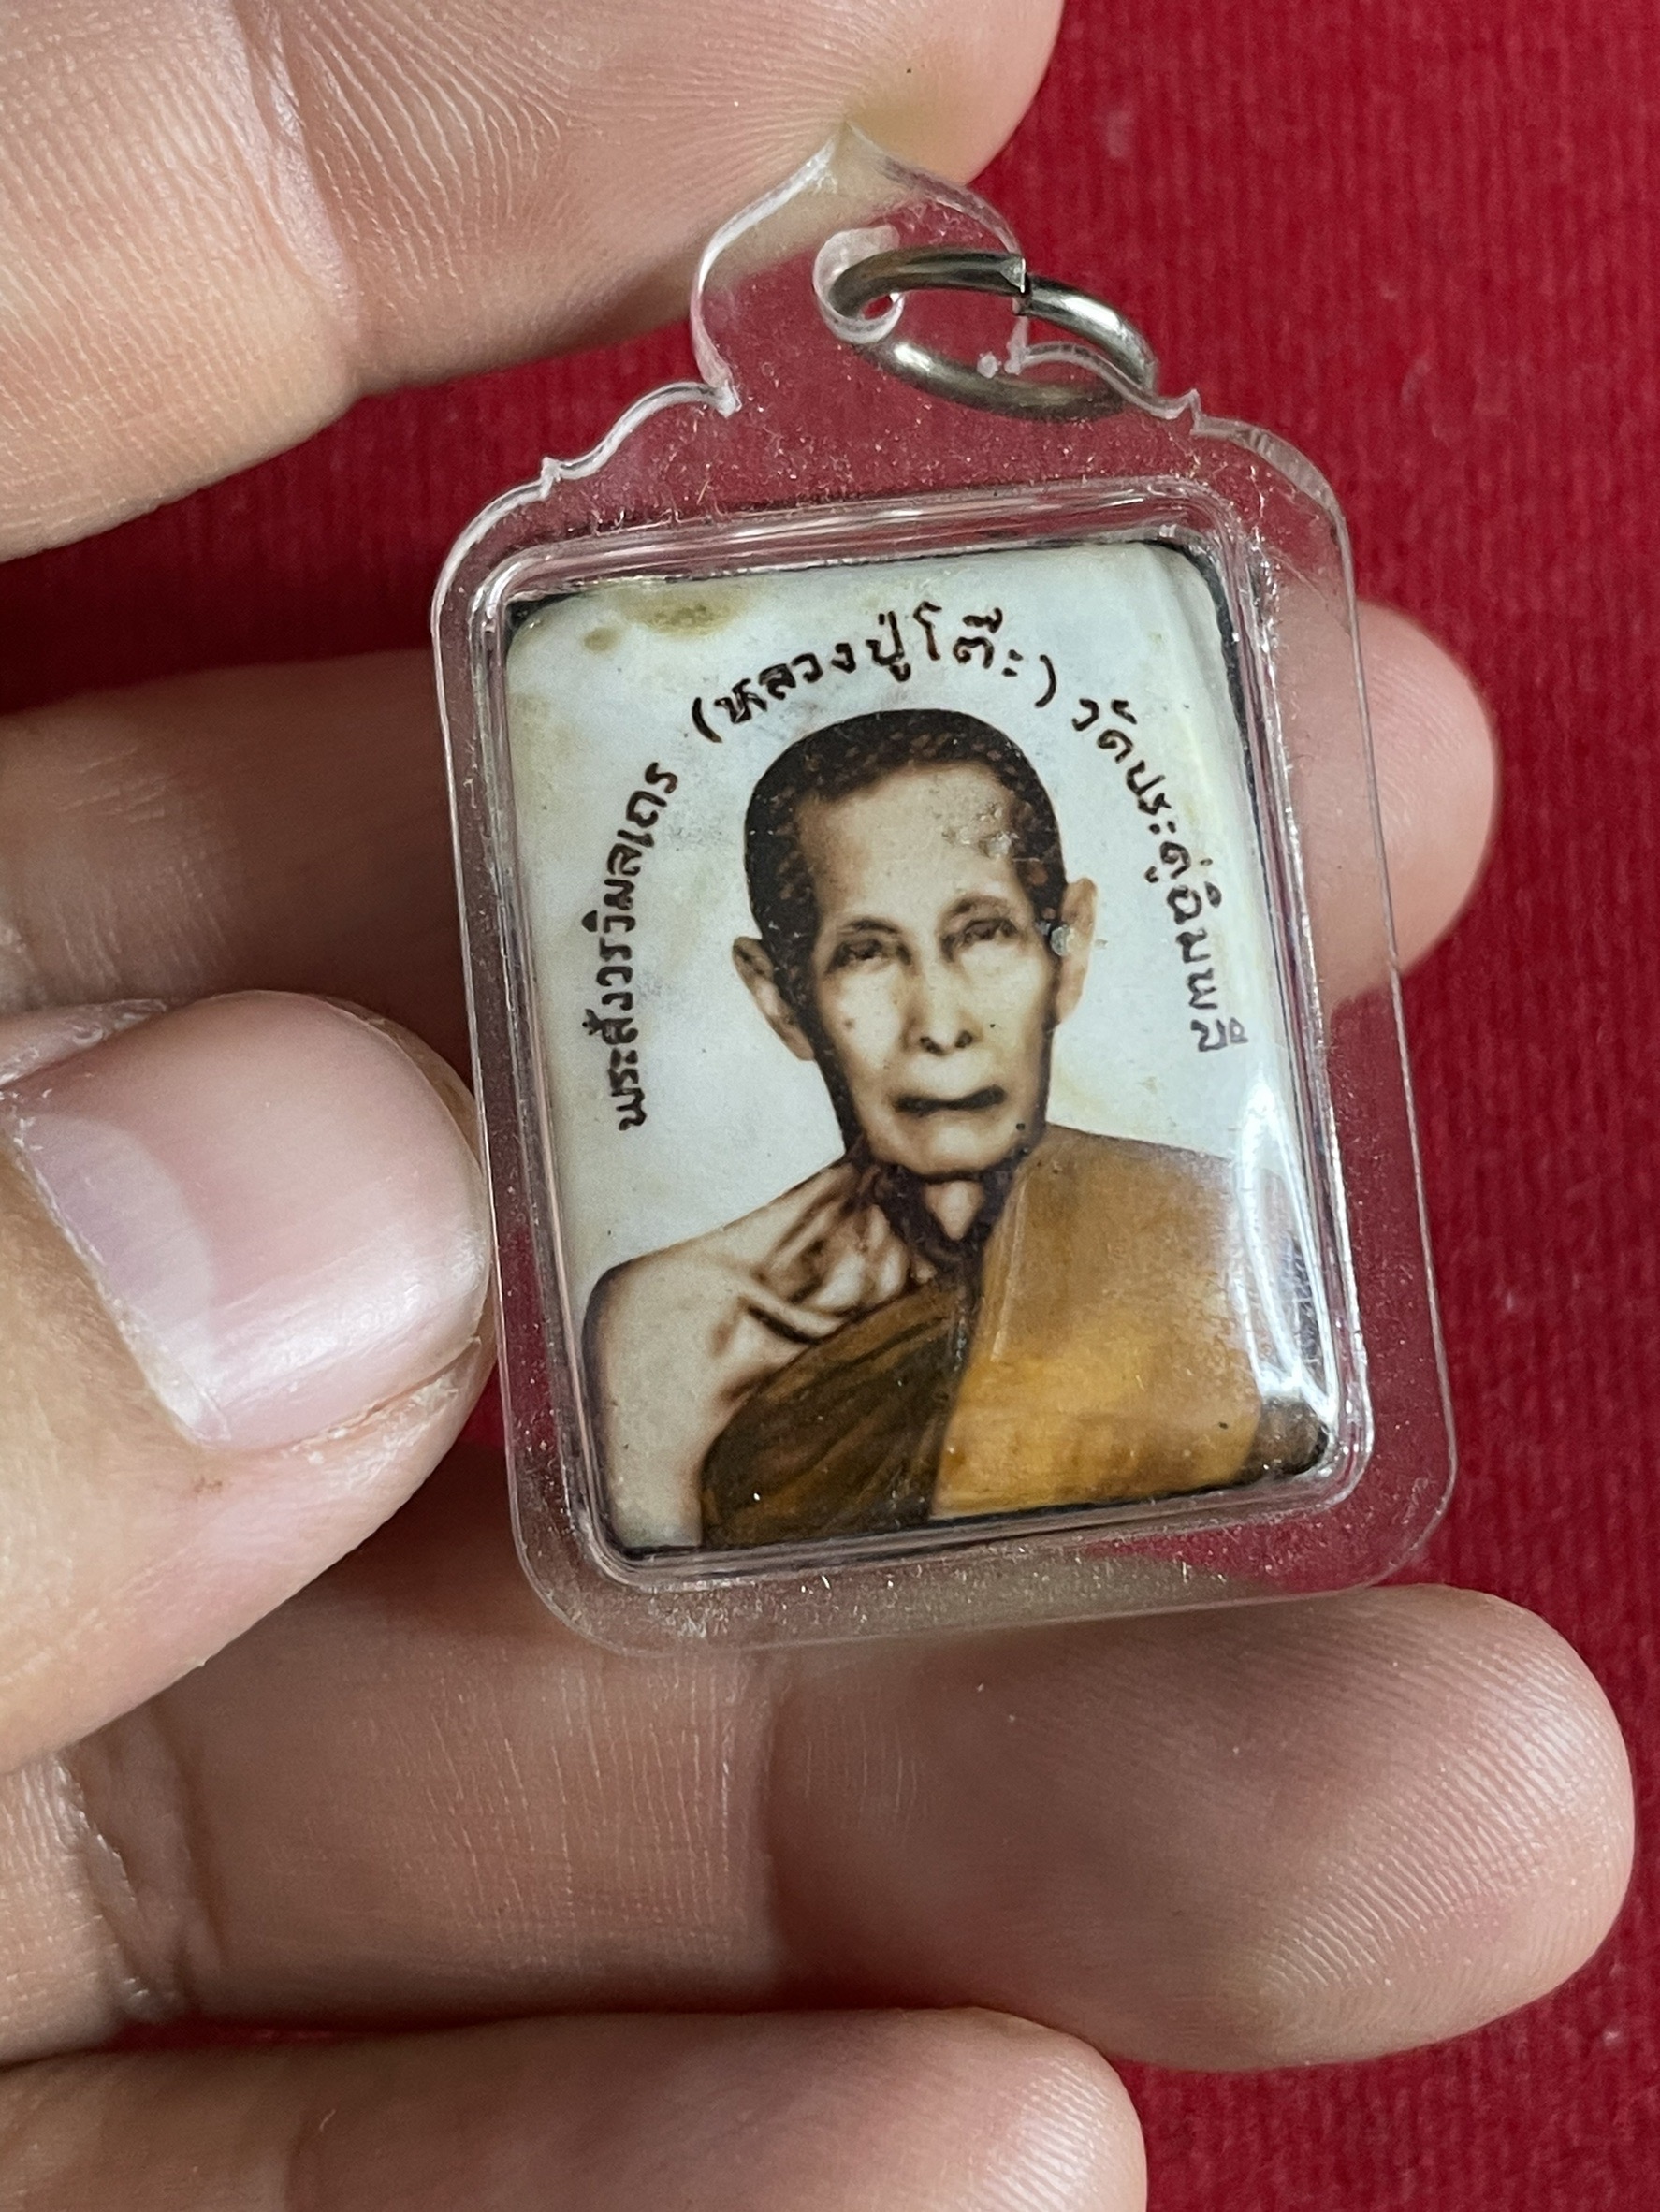 พระสังวรวิมลเถร (หลวงปู่โต๊ะ) วัดประดู่ฉิมพลี